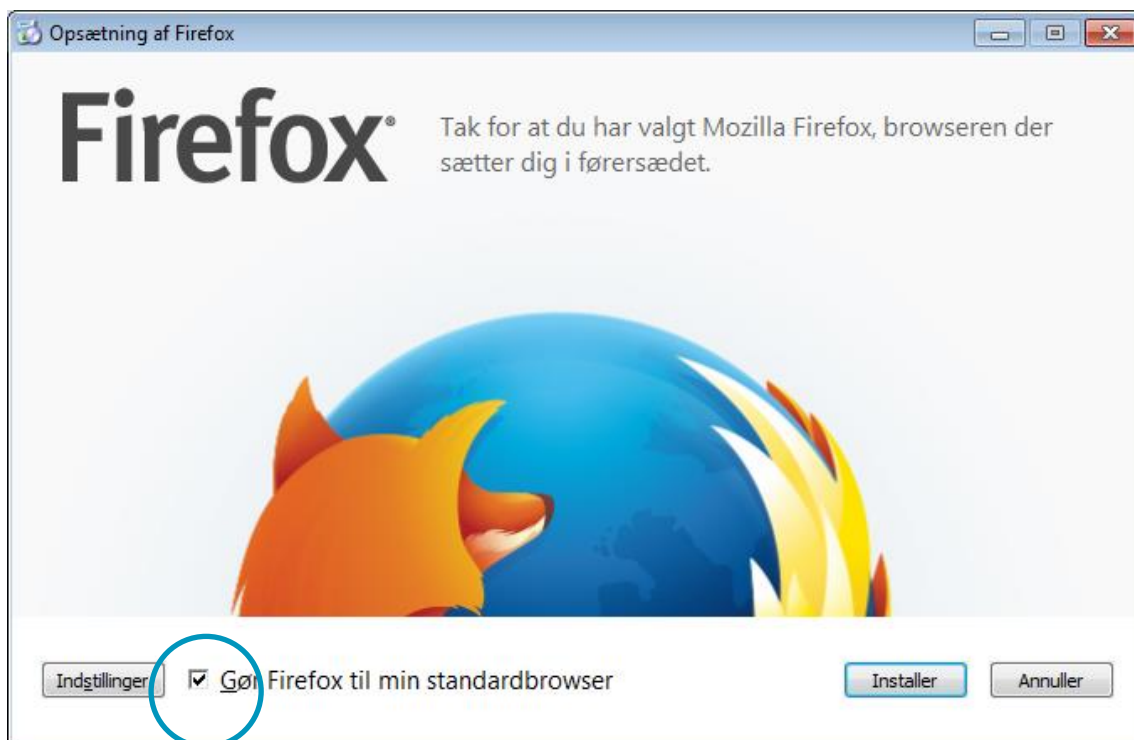 Opsætning af Firefox
Firefox®
Tak for at du har valgt Mozilla Firefox, browseren der
sætter dig i førersædet.
Indstillinger
Gør Firefox til min standardbrowser
Installer
Annuller